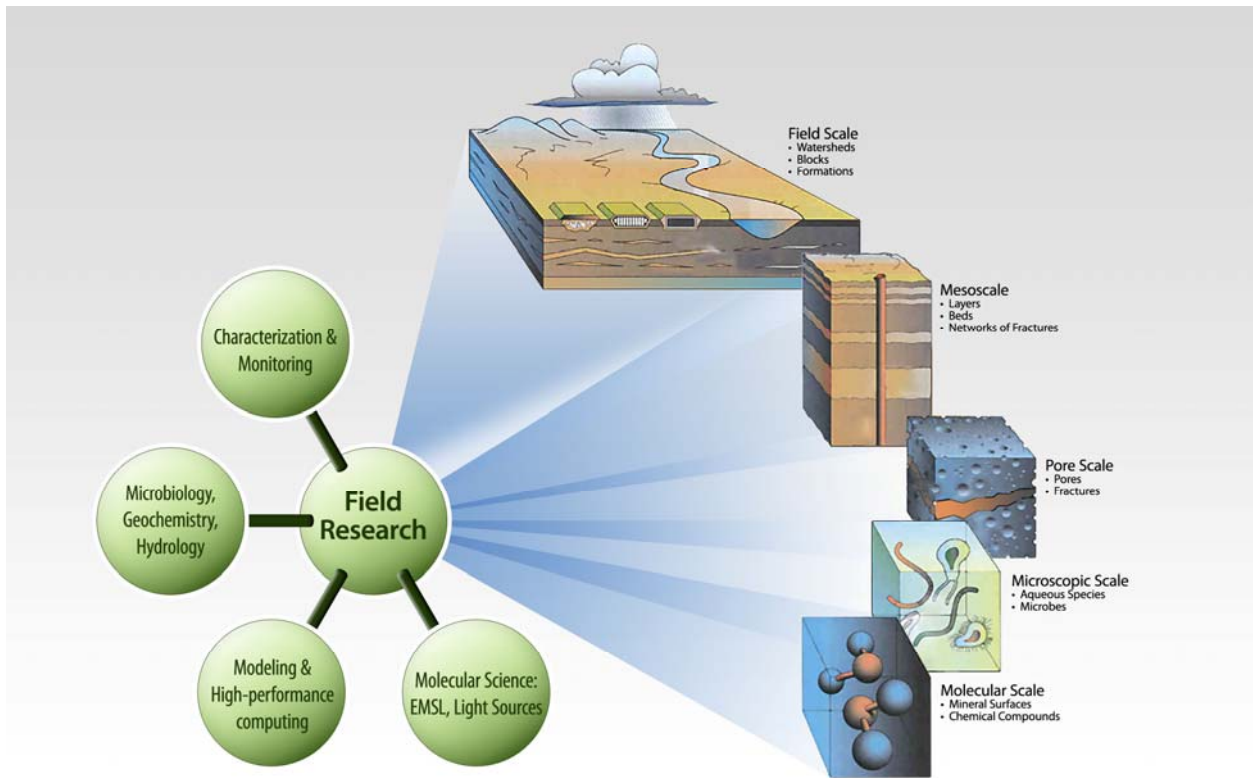 Field Scale
• Watersheds
• Blocks
• Formations
Mesoscale
• Layers
• Beds
• Networks of Fractures
Characterization &
Monitoring
Pore Scale
• Pores
• Fractures
Microbiology,
Geochemistry,
Hydrology
Field
Research
Microscopic Scale
• Aqueous Species
• Microbes
Modeling &
High-performance
computing
Molecular Science:
EMSL, Light Sources
Molecular Scale
• Mineral Surfaces
• Chemical Compounds